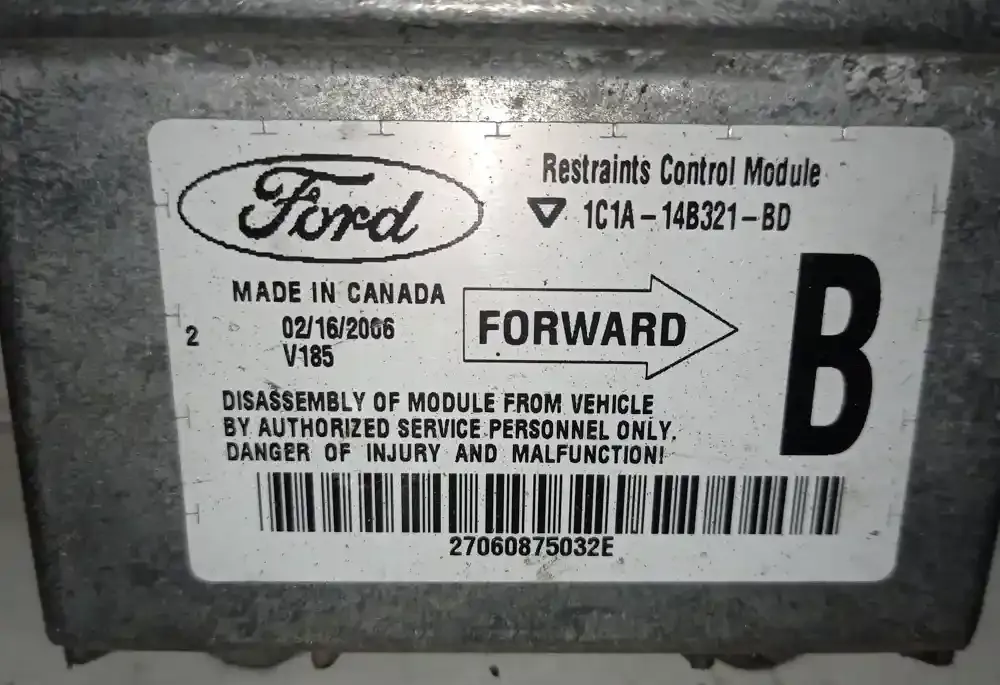 Ford
Restraints Control Module
1C1A-14B321-BD
B
MADE IN CANADA
2
02/16/2006
V185
FORWARD
DISASSEMBLY OF MODULE FROM VEHICLE
BY AUTHORIZED SERVICE PERSONNEL ONLY.
DANGER OF INJURY AND MALFUNCTION!
27060875032E